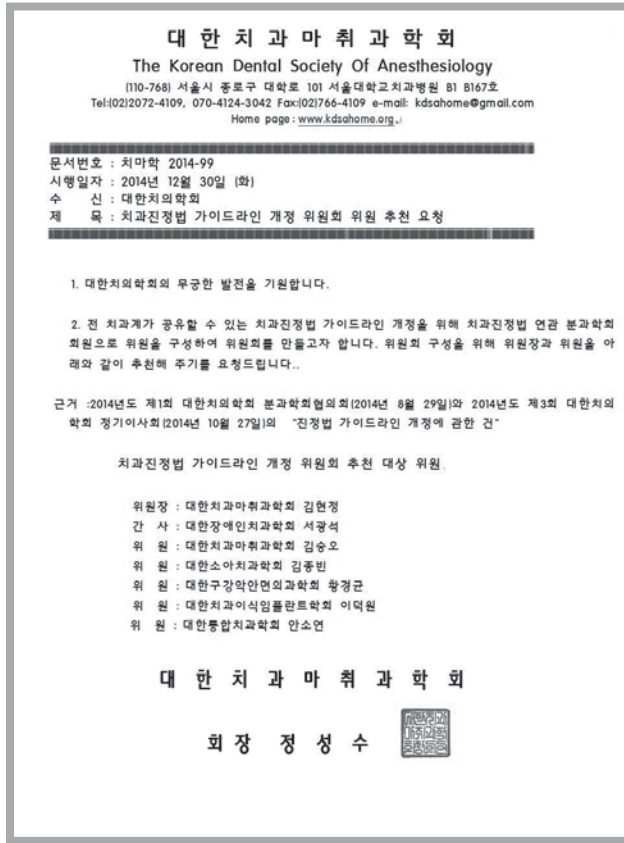 대한치과마취과학회
The Korean Dental Society Of Anesthesiology
(110-768) 서울시 종로구 대학로 101 서울대학교치과병원 B1 B167호
Tel:(02)2072-4109, 070-4124-3042 Fax:(02)766-4109 e-mail: kdsahome@gmail.com
Home page : www.kdsahome.org
문서번호 : 치마학 2014-99
시행일자 : 2014년 12월 30일 (화)
수 신 : 대한치의학회
제 목 : 치과진정법 가이드라인 개정 위원회 위원 추천 요청
1. 대한치의학회의 무궁한 발전을 기원합니다.
2. 전 치과계가 공유할 수 있는 치과진정법 가이드라인 개정을 위해 치과진정법 연관 분과학회
회원으로 위원을 구성하여 위원회를 만들고자 합니다. 위원회 구성을 위해 위원장과 위원을 아
래와 같이 추천해 주기를 요청드립니다..
근거 :2014년도 제1회 대한치의학회 분과학회협의회(2014년 8월 29일)와 2014년도 제3회 대한치의
학회 정기이사회(2014년 10월 27일)의 "진정법 가이드라인 개정에 관한 건"
치과진정법 가이드라인 개정 위원회 추천 대상 위원.
위원장 : 대한치과마취과학회 김현정
간 사 : 대한장애인치과학회 서광석
위 원 : 대한치과마취과학회 김승오
위 원 : 대한소아치과학회 김종빈
위 원 : 대한구강악안면외과학회 황경균
위 원 : 대한치과이식임플란트학회 이덕원
위 원 : 대한통합치과학회 안소연
대 한 치 과 마 취 과 학 회
회 장 정 성 수